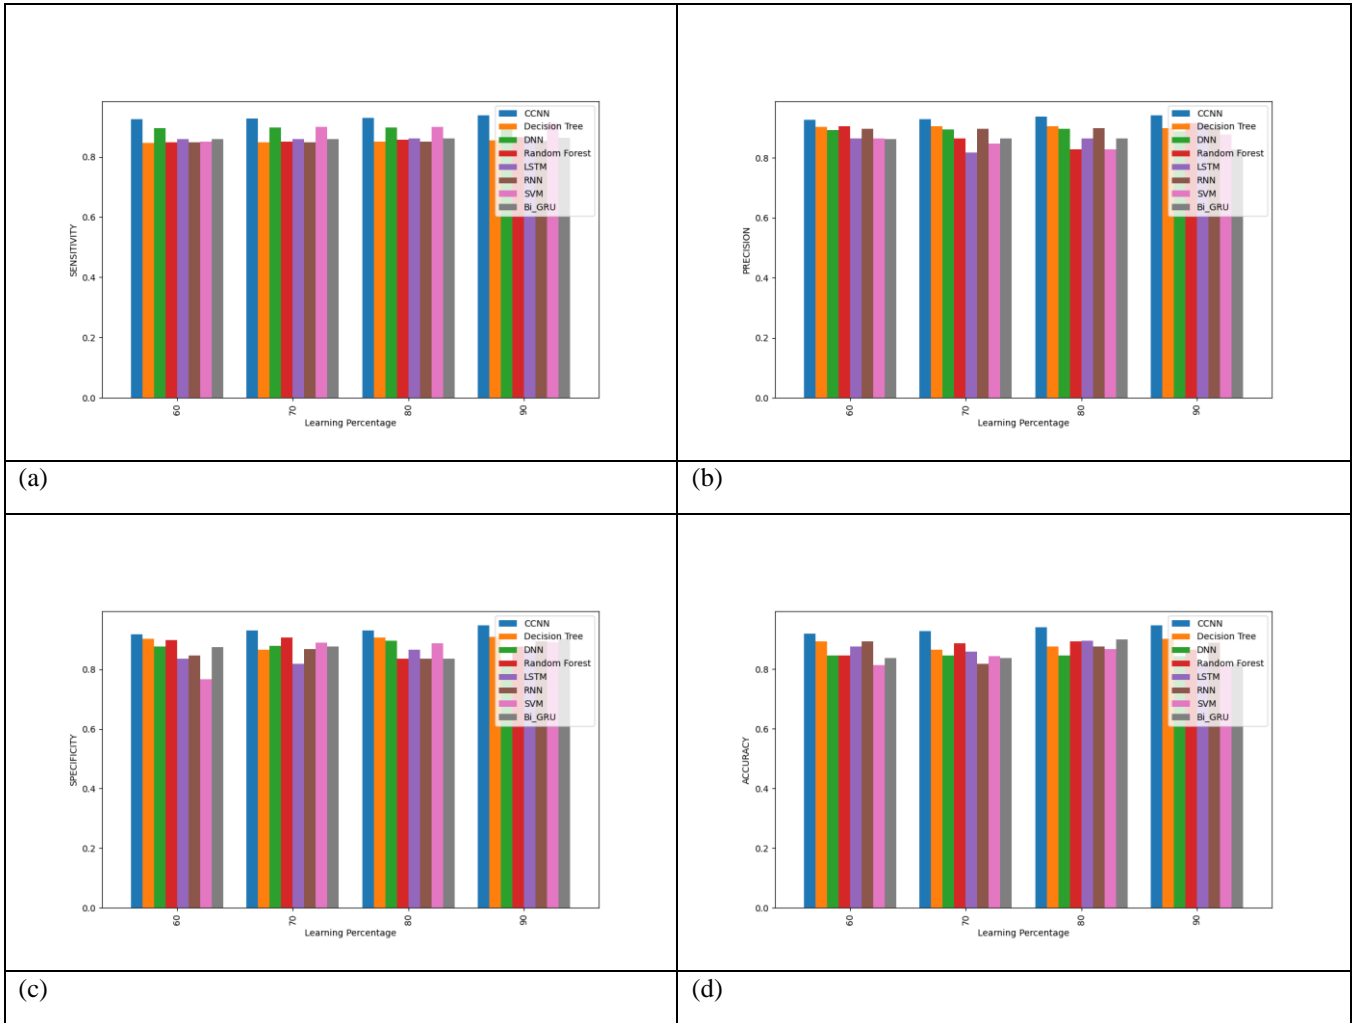 SENSITIVITY
0.8
0.6
0.4
0.2
0.0
60
70
80
90
Learning Percentage
CCNN
Decision Tree
DNN
Random Forest
LSTM
RNN
SVM
Bi_GRU
PRECISION
0.8
0.6
0.4
0.2
0.0
60
70
80
90
Learning Percentage
CCNN
Decision Tree
DNN
Random Forest
LSTM
RNN
SVM
Bi_GRU
(a)
(b)
SPECIFICITY
0.8
0.6
0.4
0.2
0.0
60
70
80
90
Learning Percentage
CCNN
Decision Tree
DNN
Random Forest
LSTM
RNN
SVM
Bi_GRU
ACCURACY
0.8
0.6
0.4
0.2
0.0
60
70
80
90
Learning Percentage
CCNN
Decision Tree
DNN
Random Forest
LSTM
RNN
SVM
Bi_GRU
(c)
(d)